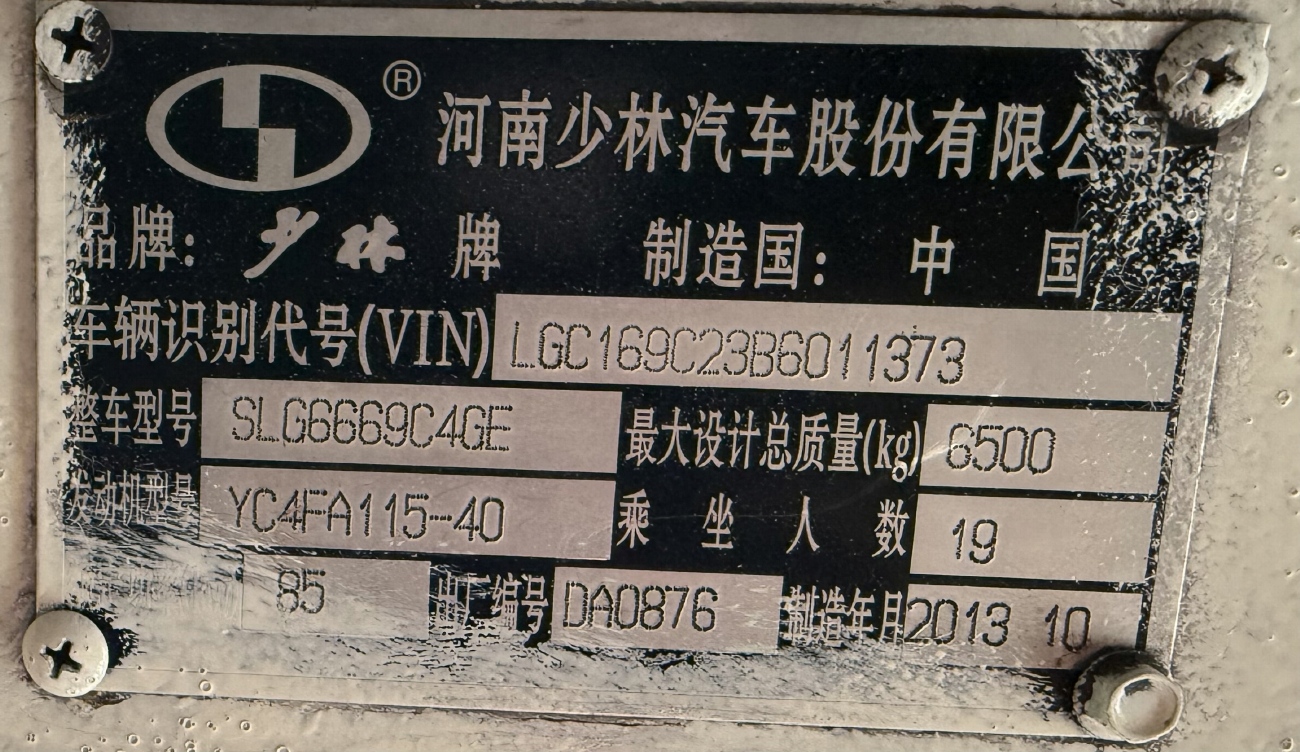 ® 河南少林汽车股份有限公司
品牌: 少林 牌 制造国: 中 国
车辆识别代号(VIN) LGC169C23B6011373
整车型号 SLG6669C4GE 最大设计总质量(kg) 6500
发动机型号 YC4FA115-40 乘 坐 人 数 19
85 出厂编号 DA0876 制造年月 2013 10